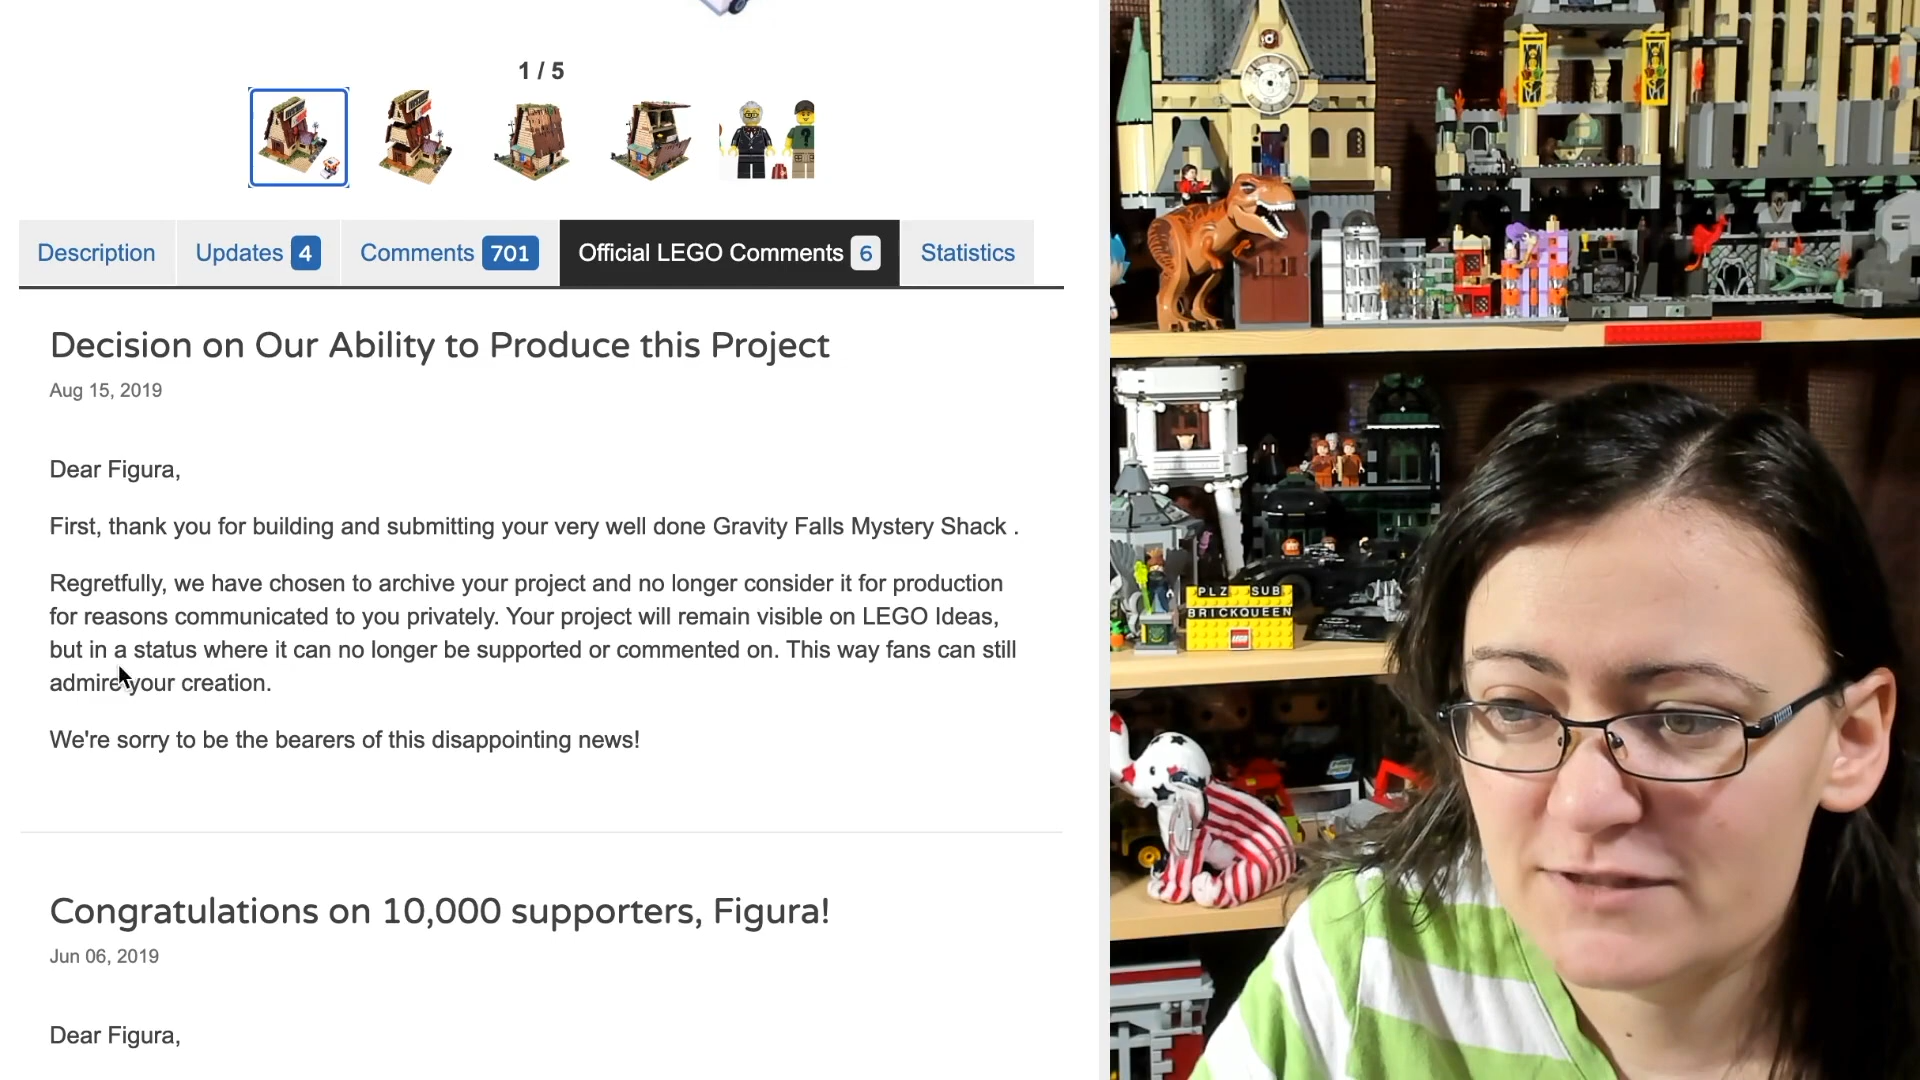 1 / 5
Description Updates 4 Comments 701 Official LEGO Comments 6 Statistics
Decision on Our Ability to Produce this Project
Aug 15, 2019
Dear Figura,
First, thank you for building and submitting your very well done Gravity Falls Mystery Shack .
Regretfully, we have chosen to archive your project and no longer consider it for production
for reasons communicated to you privately. Your project will remain visible on LEGO Ideas,
but in a status where it can no longer be supported or commented on. This way fans can still
admire your creation.
We're sorry to be the bearers of this disappointing news!
Congratulations on 10,000 supporters, Figura!
Jun 06, 2019
Dear Figura,
PLZ SUB
BRICKQUEEN
LEGO